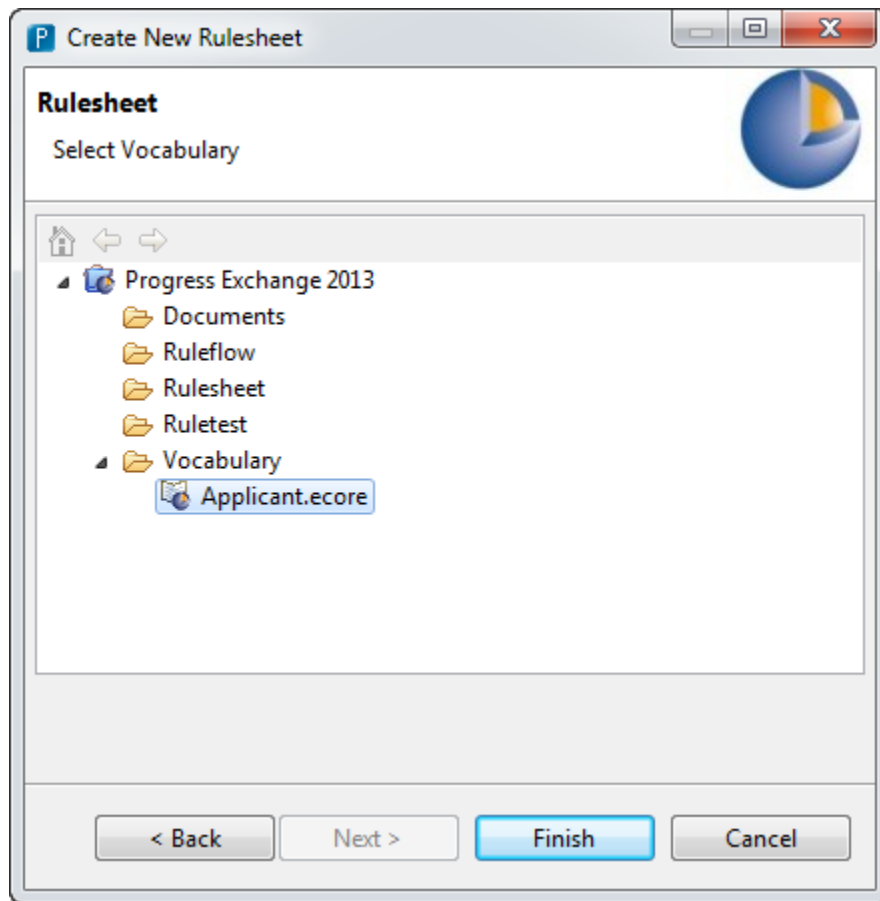 P Create New Rulesheet
Rulesheet
Select Vocabulary
Progress Exchange 2013
Documents
Ruleflow
Rulesheet
Ruletest
Vocabulary
Applicant.ecore
< Back Next > Finish Cancel